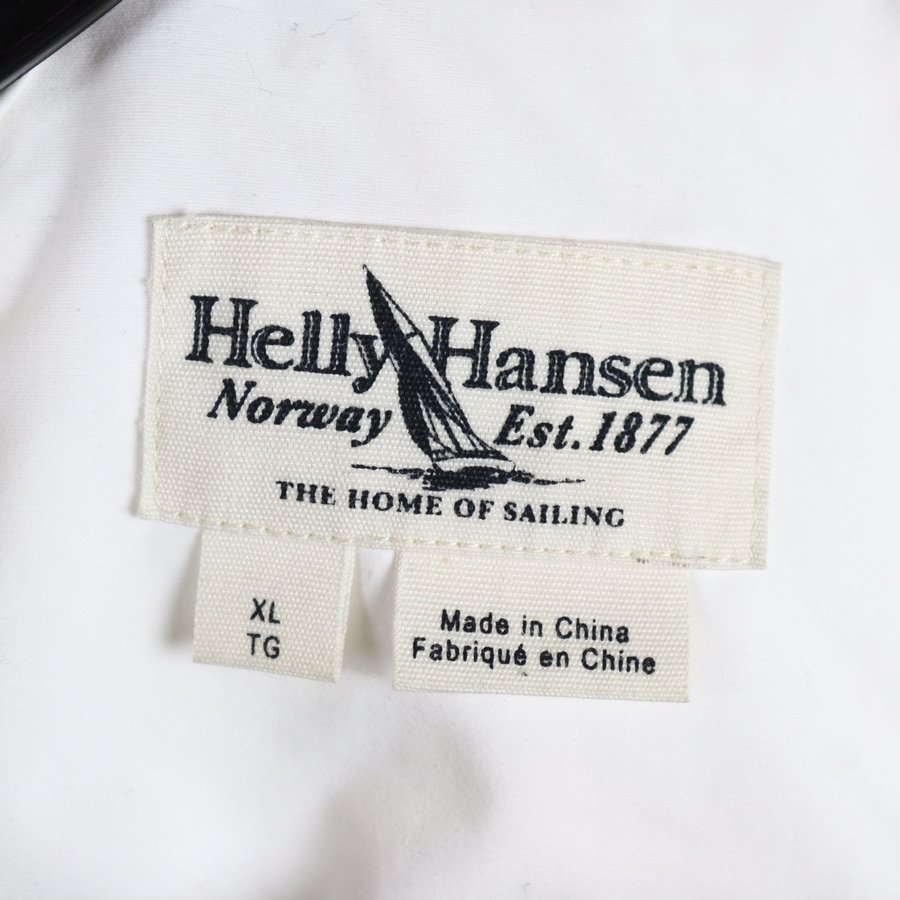 Helly Hansen
Norway Est. 1877
THE HOME OF SAILING
XL
TG
Made in China
Fabriqué en Chine